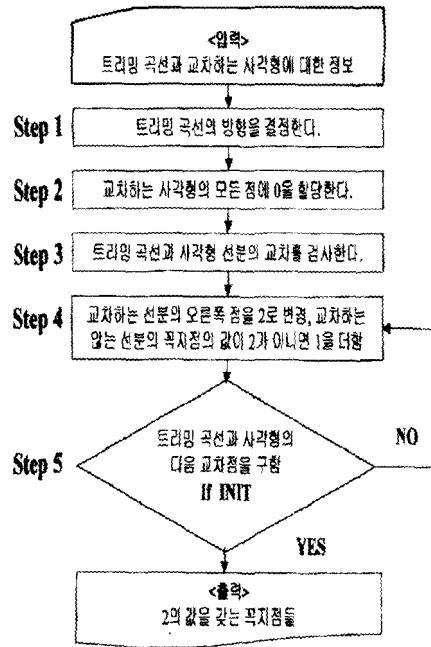 <입력>
트리밍 곡선과 교차하는 사각형에 대한 정보
Step 1
트리밍 곡선의 방향을 결정한다.
Step 2
교차하는 사각형의 모든 점에 0을 할당한다.
Step 3
트리밍 곡선과 사각형 선분의 교차를 검사한다.
Step 4
교차하는 선분의 오른쪽 점을 2로 변경, 교차하는
않는 선분의 꼭지점의 값이 2가 아니면 1을 더함
Step 5
트리밍 곡선과 사각형의
다음 교차점을 구함
If INIT
NO
YES
<출력>
2의 값을 갖는 꼭지점들